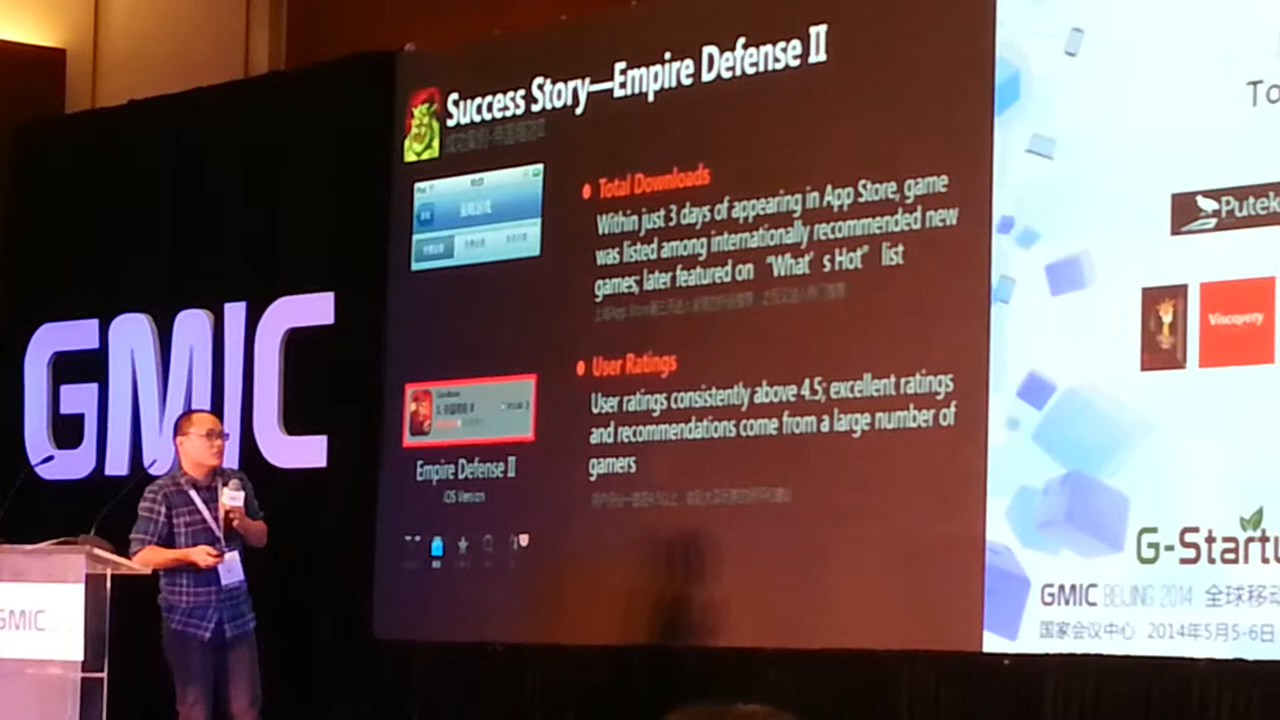 Success Story—Empire Defense Ⅱ
Total Downloads
Within just 3 days of appearing in App Store, game
was listed among internationally recommended new
games; later featured on “What’s Hot” list
User Ratings
User ratings consistently above 4.5; excellent ratings
and recommendations come from a large number of
gamers
Empire Defense Ⅱ
iOS Version
GMIC
GMIC
To
Putek
Viscovery
G-Startu
GMIC BEIJING 2014 全球移动
国家会议中心 2014年5月5-6日